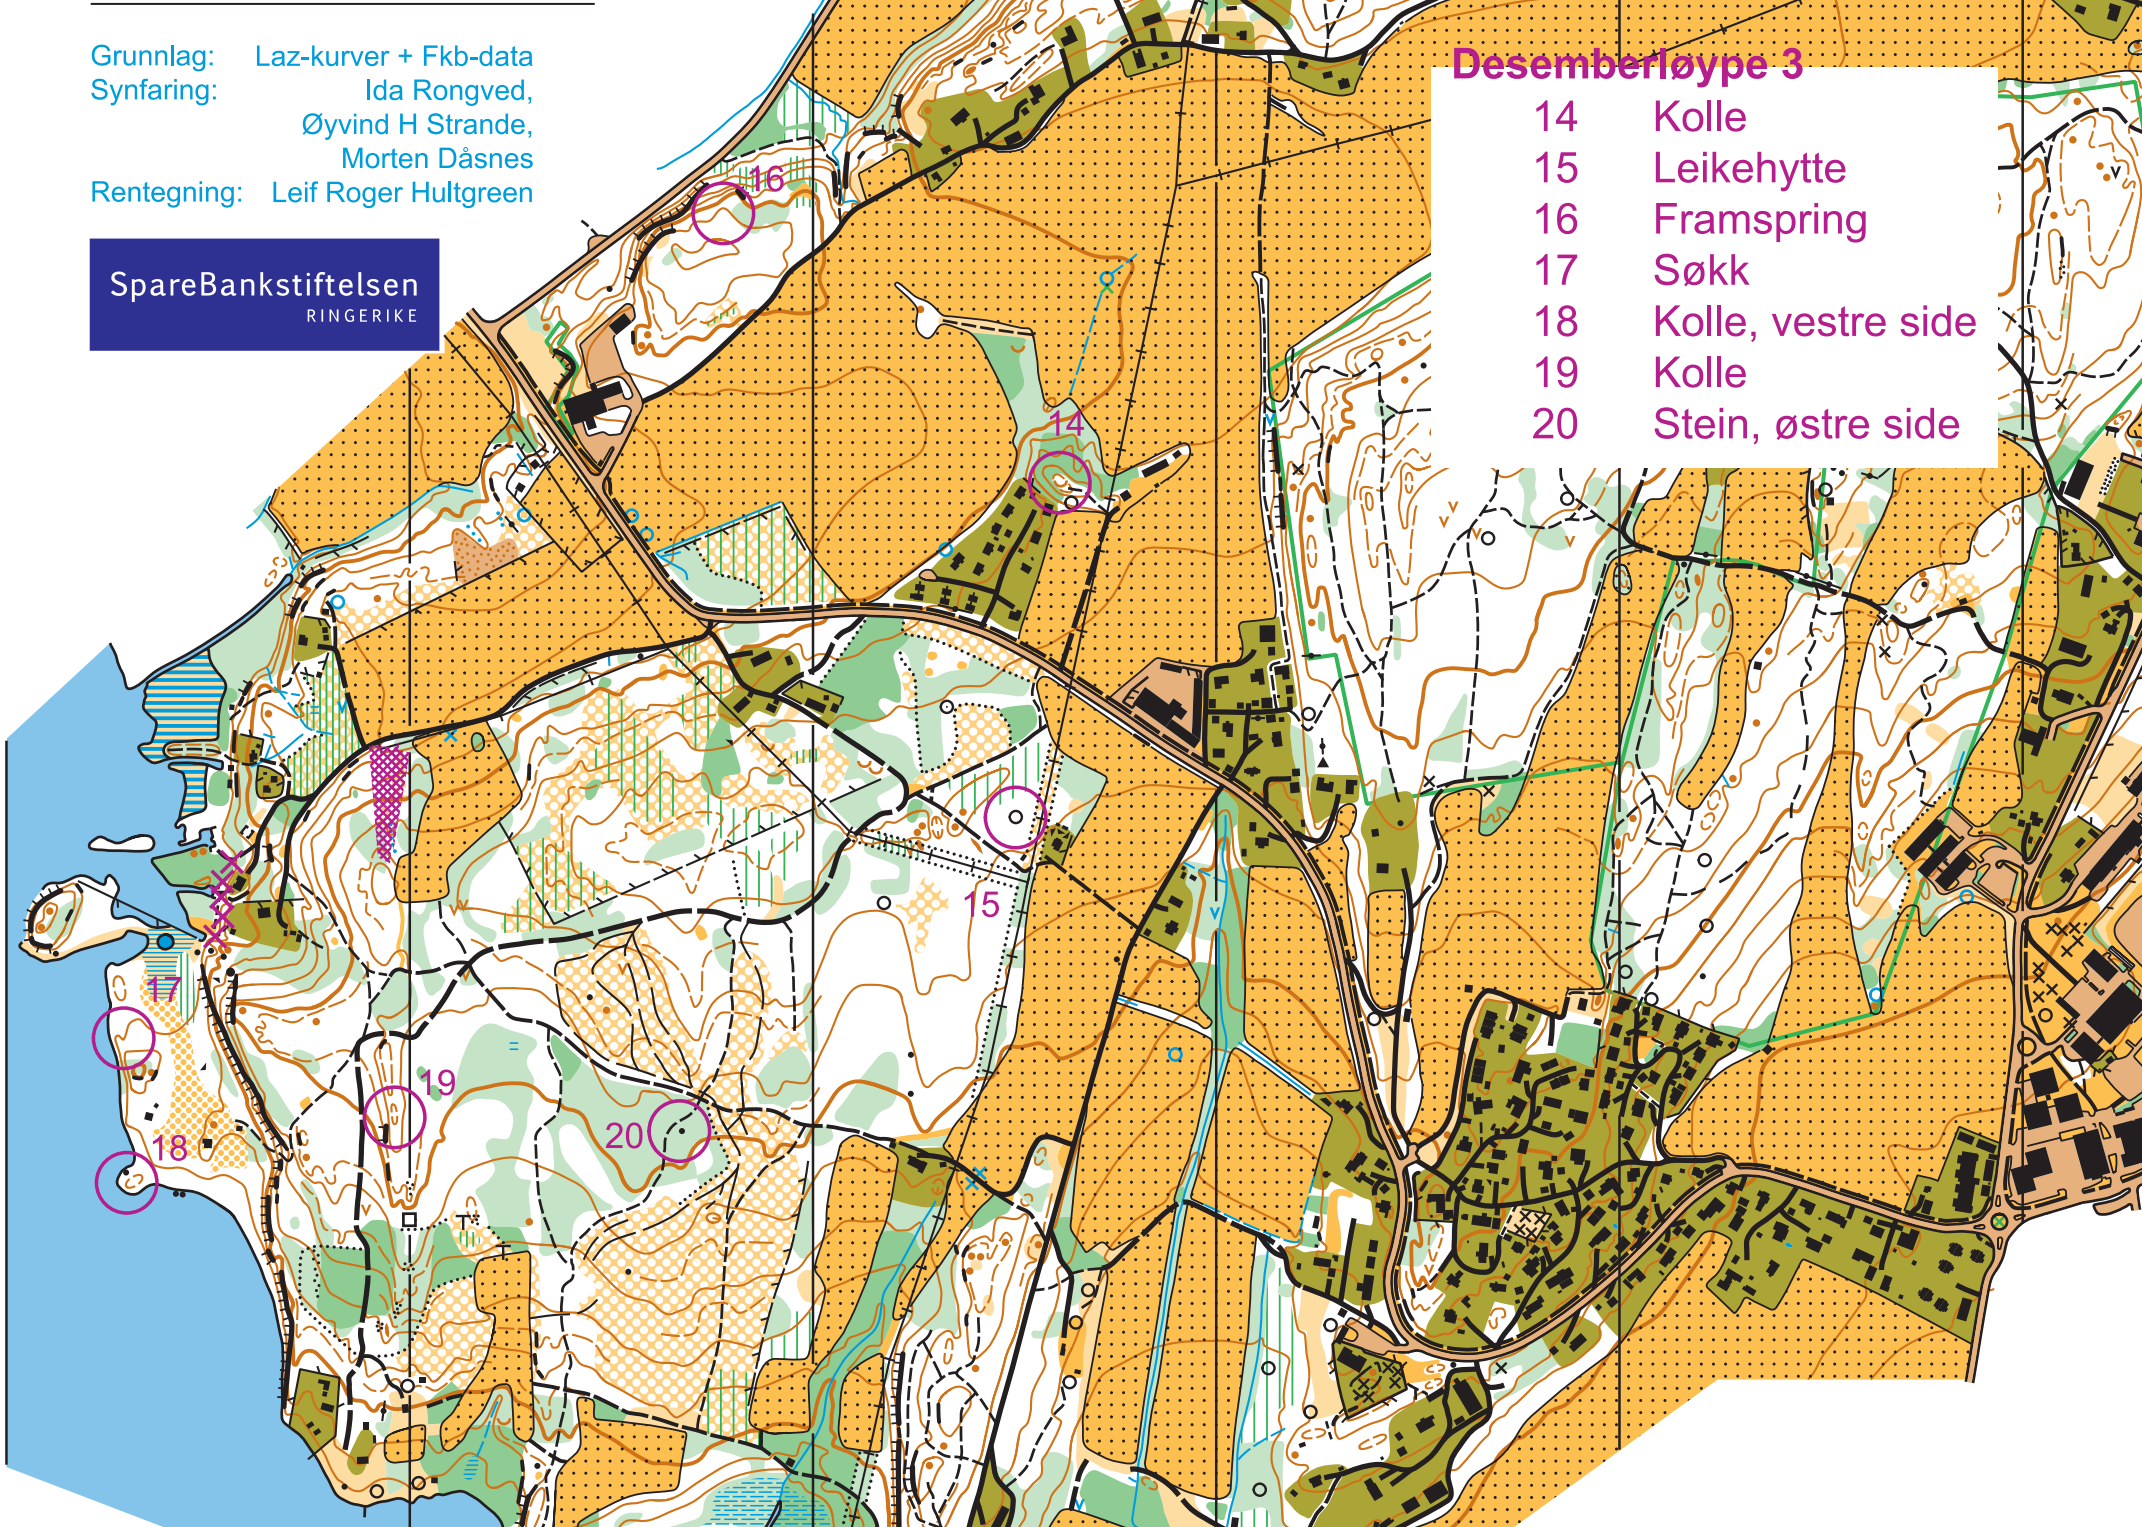 Grunnlag: Laz-kurver + Fkb-data
Synfaring: Ida Rongved,
Øyvind H Strande,
Morten Dåsnes
Rentegning: Leif Roger Hultgreen
SpareBankstiftelsen
RINGERIKE
Desemberløype 3
14 Kolle
15 Leikehytte
16 Framspring
17 Søkk
18 Kolle, vestre side
19 Kolle
20 Stein, østre side
16
14
15
17
19
20
18